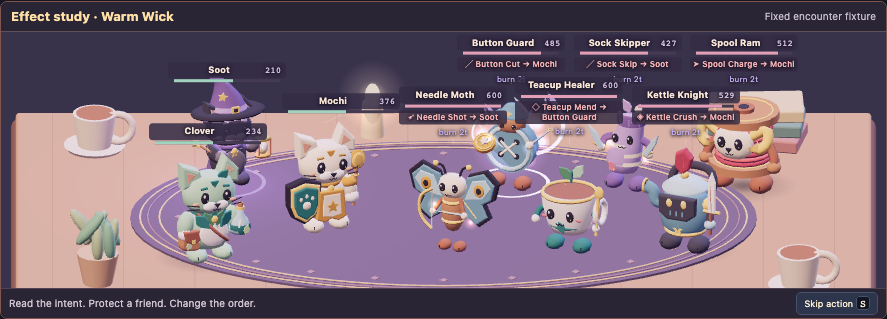 Effect study · Warm Wick
Fixed encounter fixture
Button Guard 485
Button Cut → Mochi
burn 2t
Sock Skipper 427
Sock Skip → Soot
burn 2t
Spool Ram 512
Spool Charge → Mochi
burn 2t
Soot 210
Mochi 376
Needle Moth 600
Needle Shot → Soot
burn 2t
Teacup Healer 600
Teacup Mend →
Button Guard
burn 2t
Kettle Knight 529
Kettle Crush → Mochi
burn 2t
Clover 234
Read the intent. Protect a friend. Change the order.
Skip action S